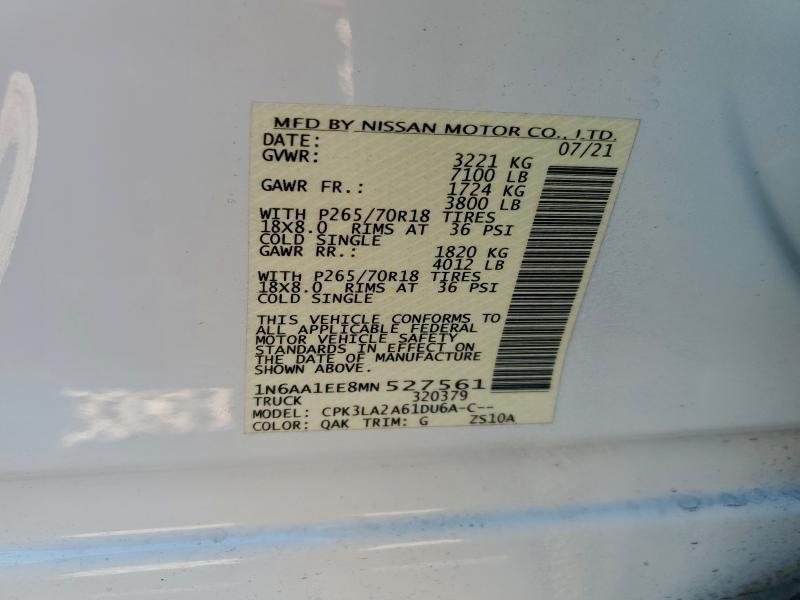 MFD BY NISSAN MOTOR CO., LTD.
DATE: 07/21
GVWR: 3221 KG
7100 LB
GAWR FR.: 1724 KG
3800 LB
WITH P265/70R18 TIRES
18X8.0 RIMS AT 36 PSI
COLD SINGLE
GAWR RR.: 1820 KG
4012 LB
WITH P265/70R18 TIRES
18X8.0 RIMS AT 36 PSI
COLD SINGLE
THIS VEHICLE CONFORMS TO
ALL APPLICABLE FEDERAL
MOTOR VEHICLE SAFETY
STANDARDS IN EFFECT ON
THE DATE OF MANUFACTURE
SHOWN ABOVE.
1N6AA1EE8MN 527561
TRUCK 320379
MODEL: CPK3LA2A61DU6A-C--
COLOR: QAK TRIM: G ZS10A